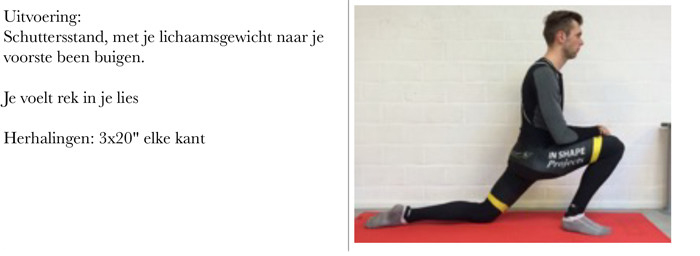 Uitvoering:
Schuttersstand, met je lichaamsgewicht naar je
voorste been buigen.
Je voelt rek in je lies
Herhalingen: 3x20" elke kant
IN SHAPE
Projects